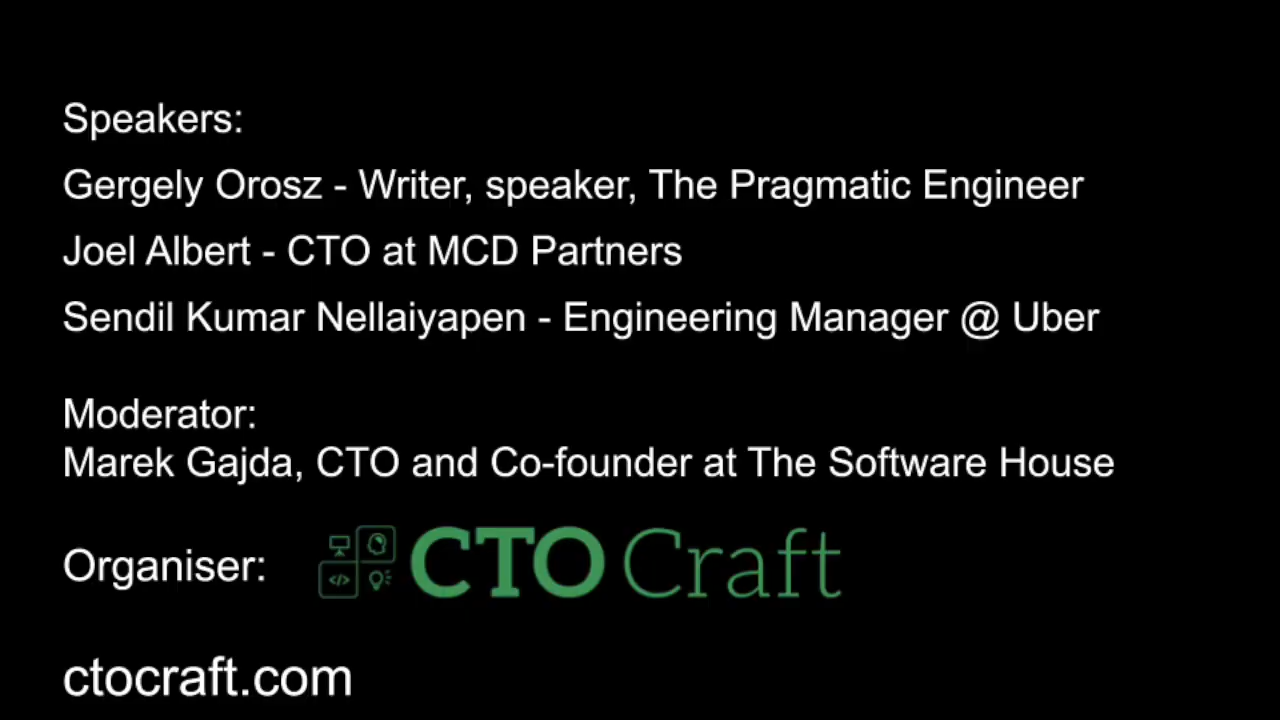 Speakers:
Gergely Orosz - Writer, speaker, The Pragmatic Engineer
Joel Albert - CTO at MCD Partners
Sendil Kumar Nellaiyapen - Engineering Manager @ Uber
Moderator:
Marek Gajda, CTO and Co-founder at The Software House
Organiser: </> CTO Craft
ctocraft.com